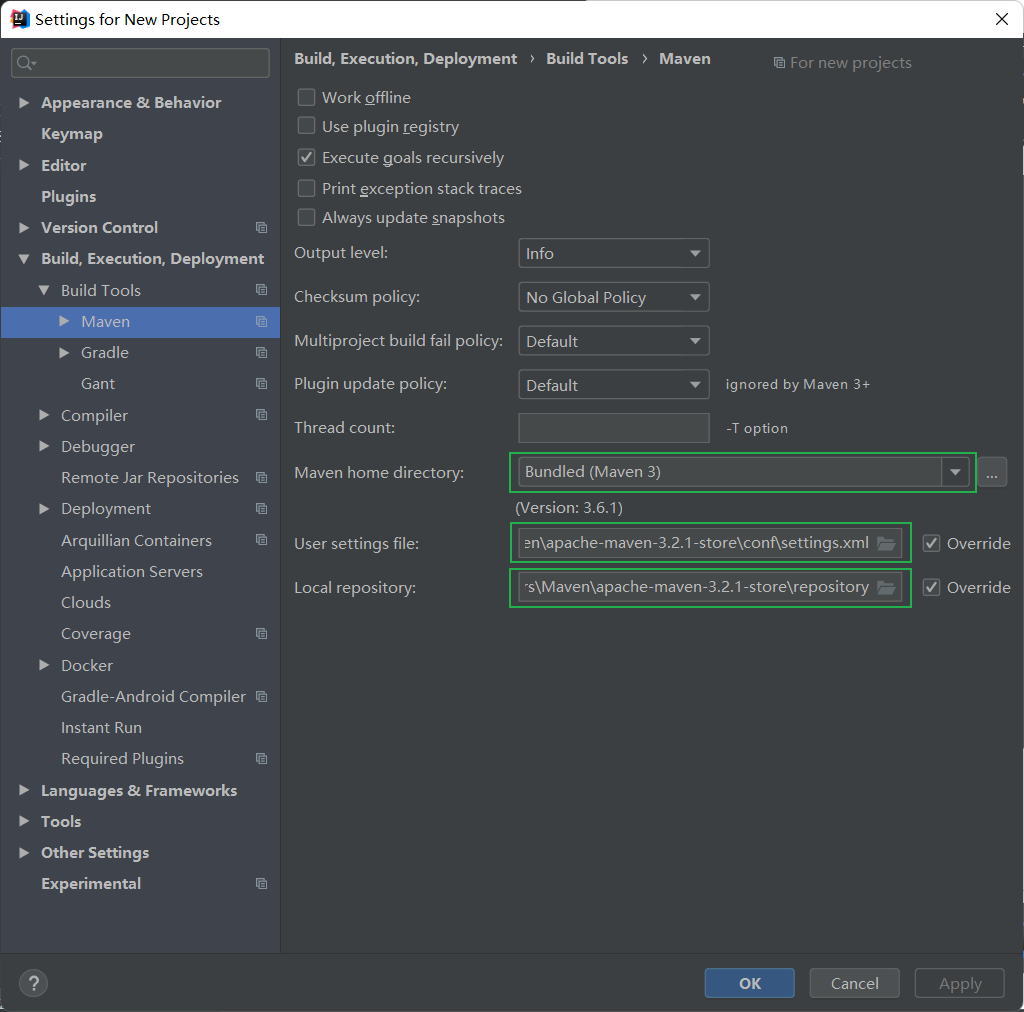 Settings for New Projects
Appearance & Behavior
Keymap
Editor
Plugins
Version Control
Build, Execution, Deployment
Build Tools
Maven
Gradle
Gant
Compiler
Debugger
Remote Jar Repositories
Deployment
Arquillian Containers
Application Servers
Clouds
Coverage
Docker
Gradle-Android Compiler
Instant Run
Required Plugins
Languages & Frameworks
Tools
Other Settings
Experimental
Build, Execution, Deployment › Build Tools › Maven For new projects
Work offline
Use plugin registry
Execute goals recursively
Print exception stack traces
Always update snapshots
Output level: Info
Checksum policy: No Global Policy
Multiproject build fail policy: Default
Plugin update policy: Default ignored by Maven 3+
Thread count: -T option
Maven home directory: Bundled (Maven 3) ...
(Version: 3.6.1)
User settings file: en\apache-maven-3.2.1-store\conf\settings.xml Override
Local repository: rs\Maven\apache-maven-3.2.1-store\repository Override
? OK Cancel Apply